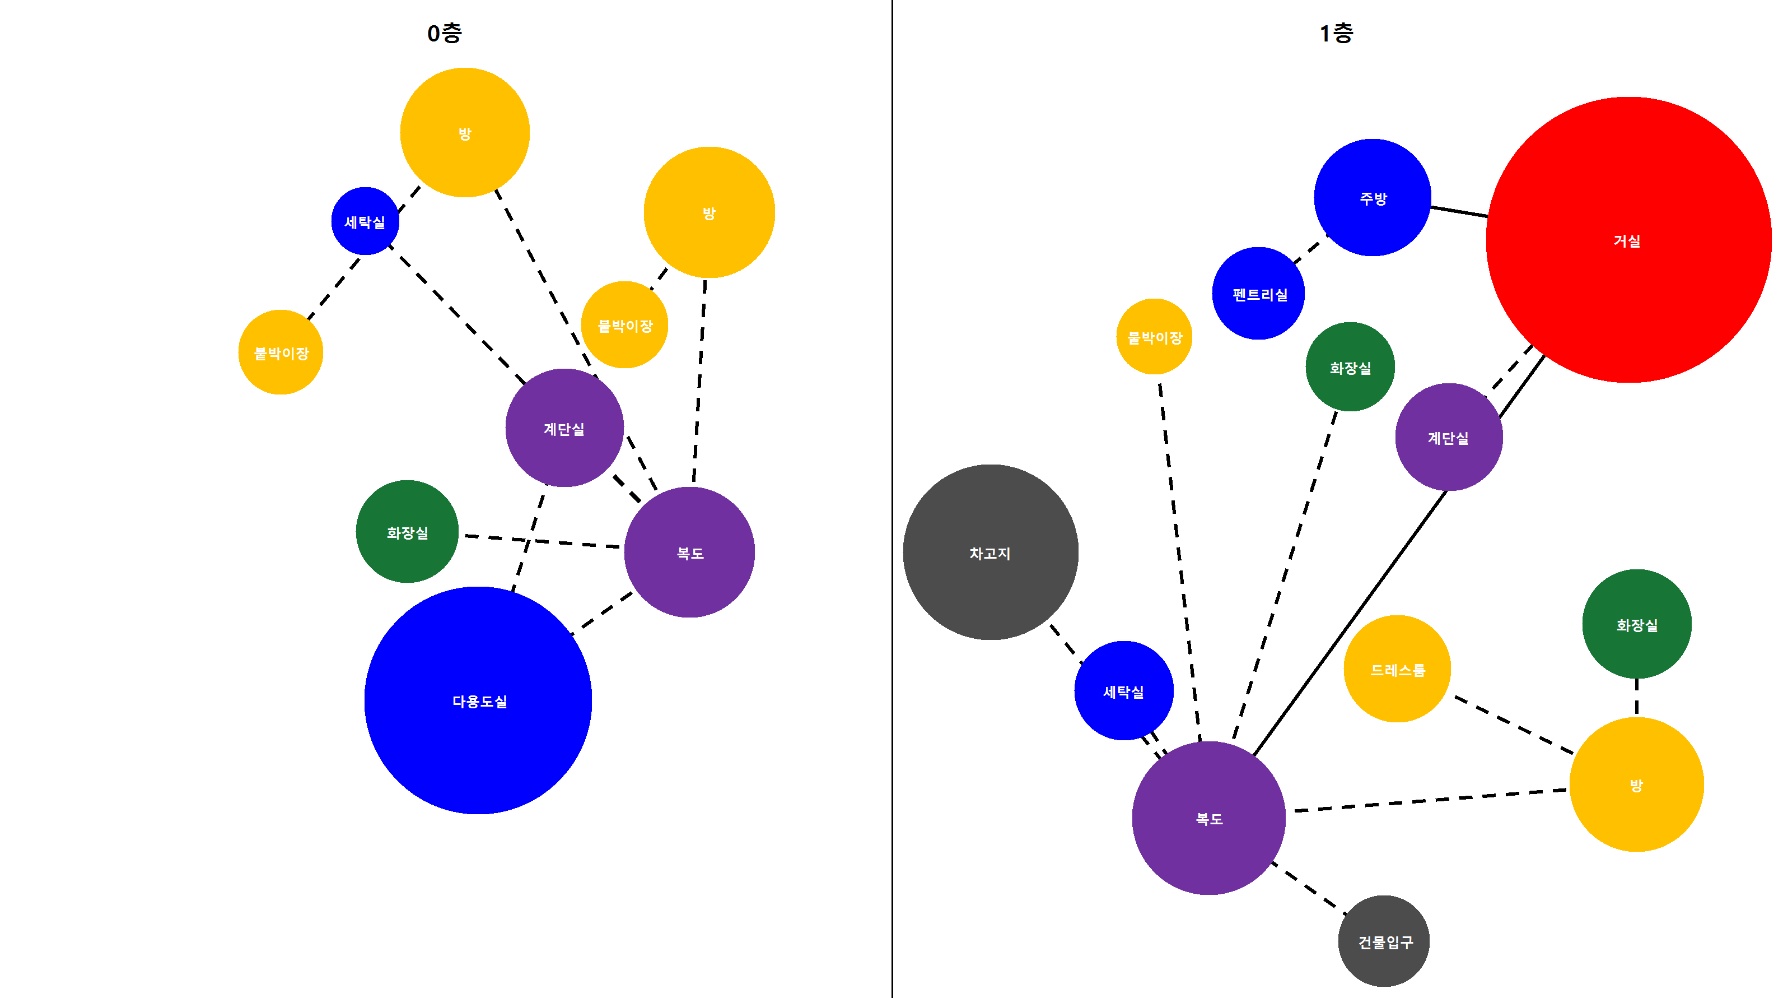 0층
방
방
세탁실
붙박이장
붙박이장
계단실
화장실
복도
다용도실
1층
주방
거실
펜트리실
붙박이장
화장실
계단실
차고지
화장실
드레스룸
세탁실
방
복도
건물입구